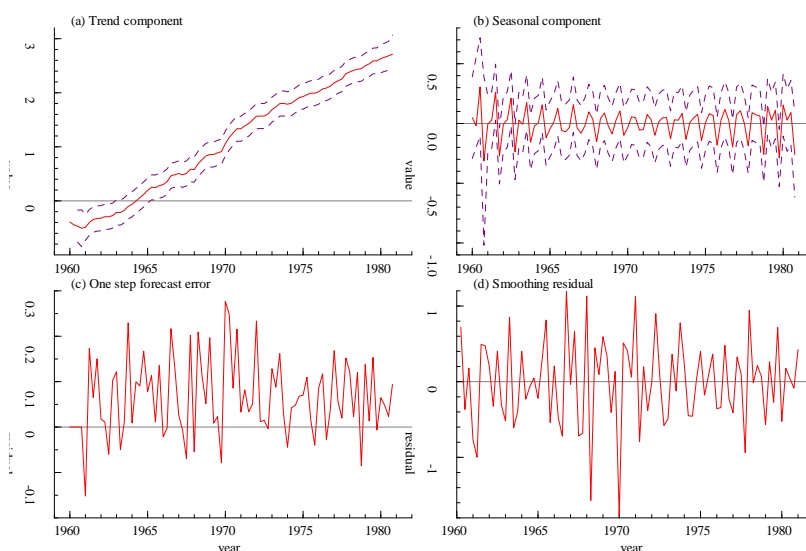 (a) Trend component
3
2
1
0
1960 1965 1970 1975 1980
(b) Seasonal component
value
0.5
0.0
-0.5
-1.0
1960 1965 1970 1975 1980
(c) One step forecast error
0.3
0.2
0.1
0
-0.1
1960 1965 1970 1975 1980
year
(d) Smoothing residual
residual
1
0
-1
1960 1965 1970 1975 1980
year